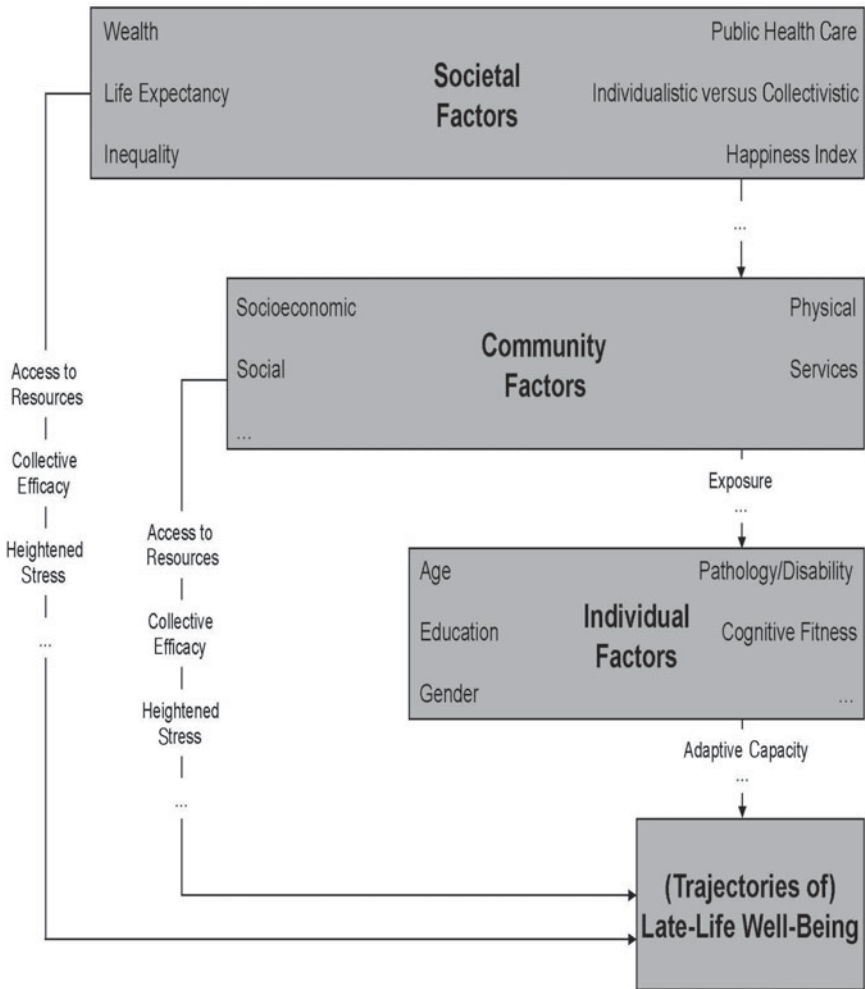 Wealth
Public Health Care
Societal
Factors
Life Expectancy
Individualistic versus Collectivistic
Inequality
Happiness Index
...
Socioeconomic
Physical
Community
Factors
Social
Services
...
Access to
Resources
Collective
Efficacy
Heightened
Stress
...
Exposure
...
Access to
Resources
Collective
Efficacy
Heightened
Stress
...
Age
Pathology/Disability
Individual
Factors
Education
Cognitive Fitness
Gender
...
Adaptive Capacity
...
(Trajectories of)
Late-Life Well-Being